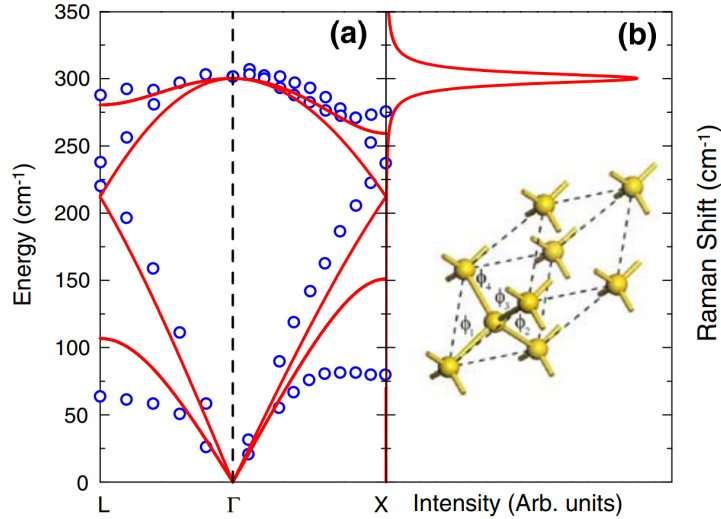 (a)
(b)
350
300
250
200
150
100
50
0
Energy (cm-1)
L
Γ
X
Intensity (Arb. units)
Raman Shift (cm-1)
ϕ4
ϕ3
ϕ1
ϕ2